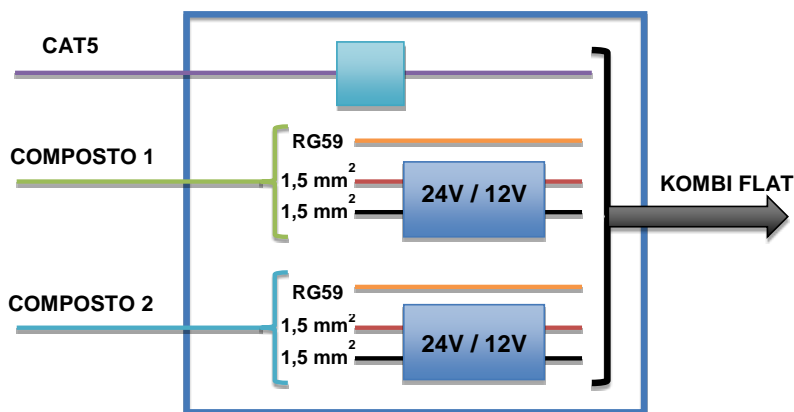 CAT5
COMPOSTO 1
RG59
1,5 mm²
1,5 mm²
24V / 12V
KOMBI FLAT
COMPOSTO 2
RG59
1,5 mm²
1,5 mm²
24V / 12V